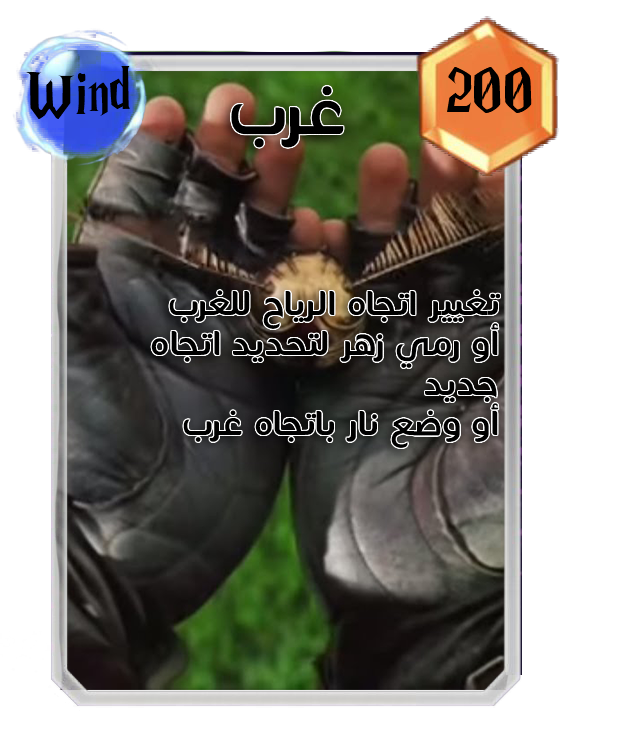 Wind
200
غرب
تغيير اتجاه الرياح للغرب
أو رمي زهر لتحديد اتجاه
جديد
أو وضع نار باتجاه غرب